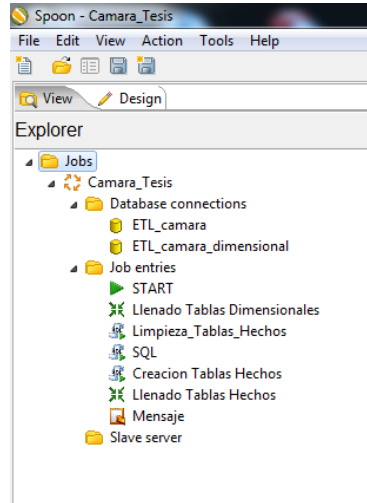 Spoon - Camara_Tesis
File Edit View Action Tools Help
View Design
Explorer
Jobs
Camara_Tesis
Database connections
ETL_camara
ETL_camara_dimensional
Job entries
START
Llenado Tablas Dimensionales
Limpieza_Tablas_Hechos
SQL
Creacion Tablas Hechos
Llenado Tablas Hechos
Mensaje
Slave server